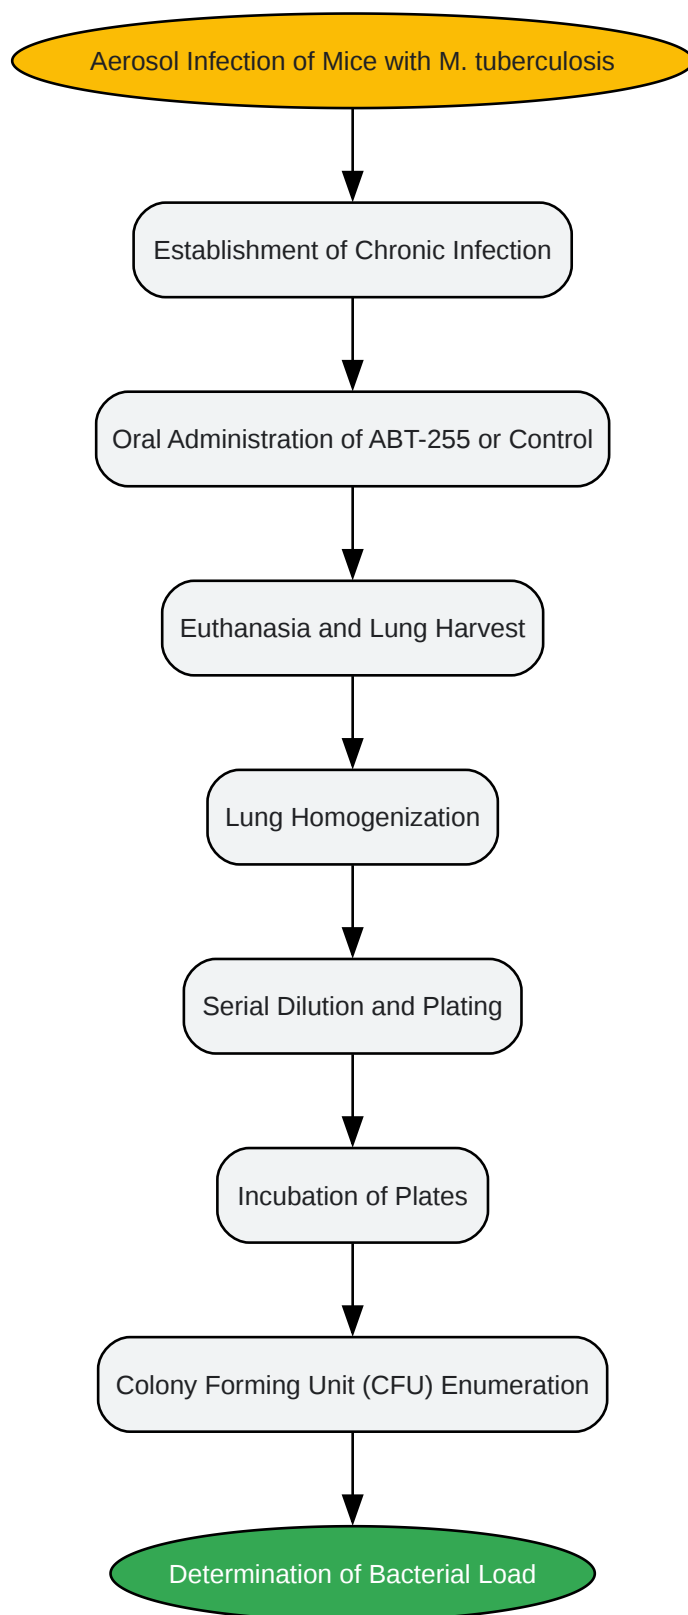 Aerosol Infection of Mice with M. tuberculosis
Establishment of Chronic Infection
Oral Administration of ABT-255 or Control
Euthanasia and Lung Harvest
Lung Homogenization
Serial Dilution and Plating
Incubation of Plates
Colony Forming Unit (CFU) Enumeration
Determination of Bacterial Load